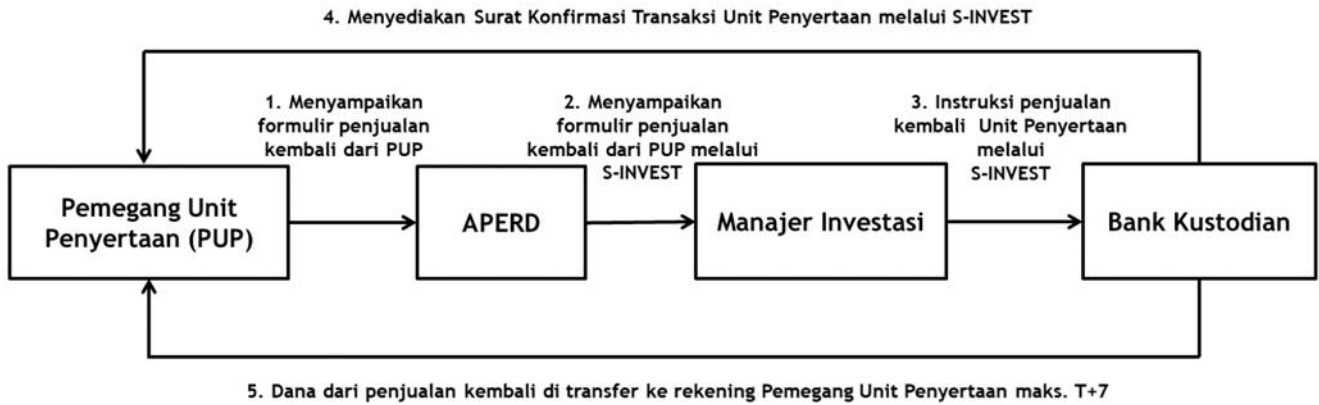 4. Menyediakan Surat Konfirmasi Transaksi Unit Penyertaan melalui S-INVEST
1. Menyampaikan
formulir penjualan
kembali dari PUP
2. Menyampaikan
formulir penjualan
kembali dari PUP melalui
S-INVEST
3. Instruksi penjualan
kembali Unit Penyertaan
melalui
S-INVEST
Pemegang Unit
Penyertaan (PUP)
APERD
Manajer Investasi
Bank Kustodian
5. Dana dari penjualan kembali di transfer ke rekening Pemegang Unit Penyertaan maks. T+7